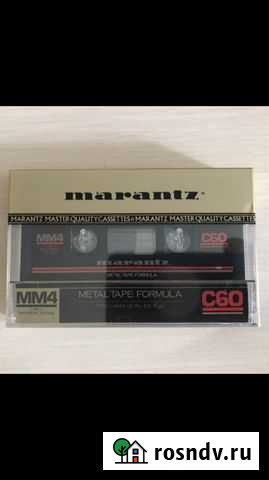 marantz®
MARANTZ MASTER QUALITY CASSETTES MARANTZ MASTER QUALITY CASSETTES
MM4 C60
marantz
METAL TAPE FORMULA
MM4 METAL TAPE FORMULA C60
rosndv.ru